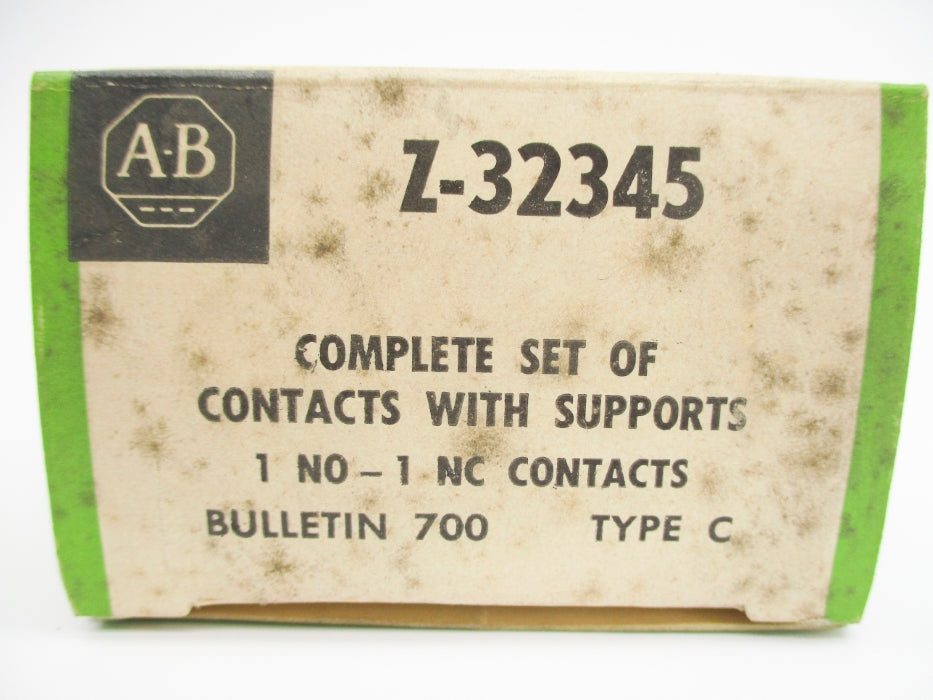 A-B
Z-32345
COMPLETE SET OF
CONTACTS WITH SUPPORTS
1 NO - 1 NC CONTACTS
BULLETIN 700 TYPE C